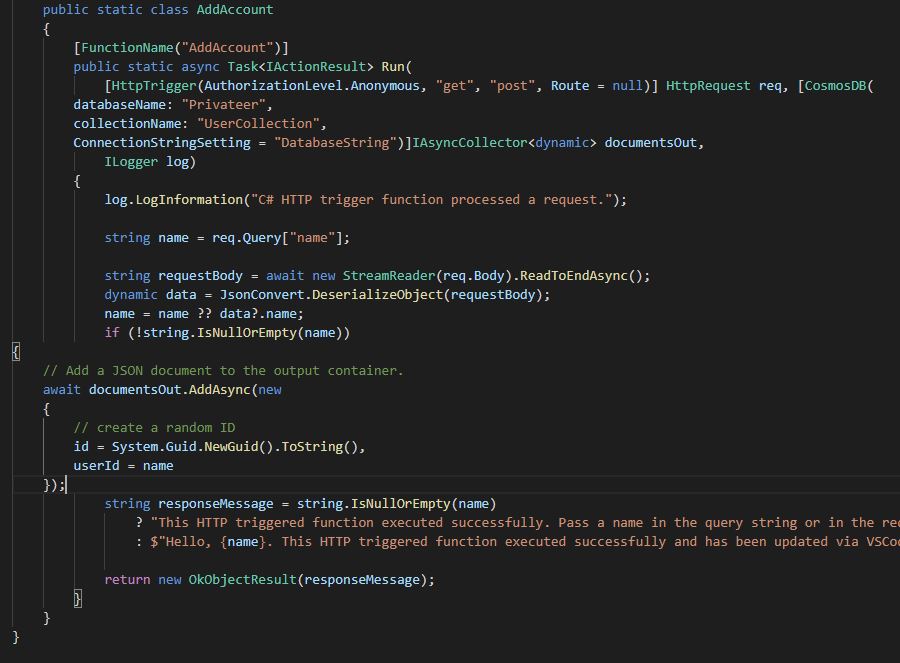 public static class AddAccount
{
[FunctionName("AddAccount")]
public static async Task<IActionResult> Run(
[HttpTrigger(AuthorizationLevel.Anonymous, "get", "post", Route = null)] HttpRequest req, [CosmosDB(
databaseName: "Privateer",
collectionName: "UserCollection",
ConnectionStringSetting = "DatabaseString")]IAsyncCollector<dynamic> documentsOut,
ILogger log)
{
log.LogInformation("C# HTTP trigger function processed a request.");
string name = req.Query["name"];
string requestBody = await new StreamReader(req.Body).ReadToEndAsync();
dynamic data = JsonConvert.DeserializeObject(requestBody);
name = name ?? data?.name;
if (!string.IsNullOrEmpty(name))
{
// Add a JSON document to the output container.
await documentsOut.AddAsync(new
{
// create a random ID
id = System.Guid.NewGuid().ToString(),
userId = name
});
string responseMessage = string.IsNullOrEmpty(name)
? "This HTTP triggered function executed successfully. Pass a name in the query string or in the
: $"Hello, {name}. This HTTP triggered function executed successfully and has been updated via
return new OkObjectResult(responseMessage);
}
}
}